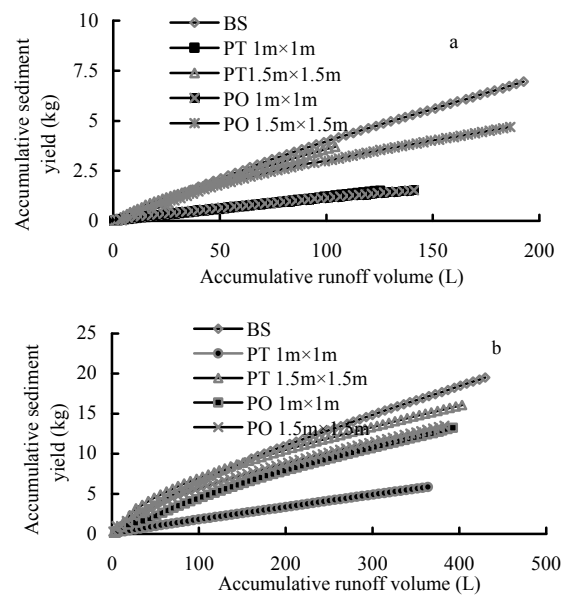 10
7.5
5
2.5
0
Accumulative sediment
yield (kg)
BS
PT 1m×1m
PT1.5m×1.5m
PO 1m×1m
PO 1.5m×1.5m
a
0 50 100 150 200
Accumulative runoff volume (L)
25
20
15
10
5
0
Accumulative sediment
yield (kg)
BS
PT 1m×1m
PT 1.5m×1.5m
PO 1m×1m
PO 1.5m×1.5m
b
0 100 200 300 400 500
Accumulative runoff volume (L)